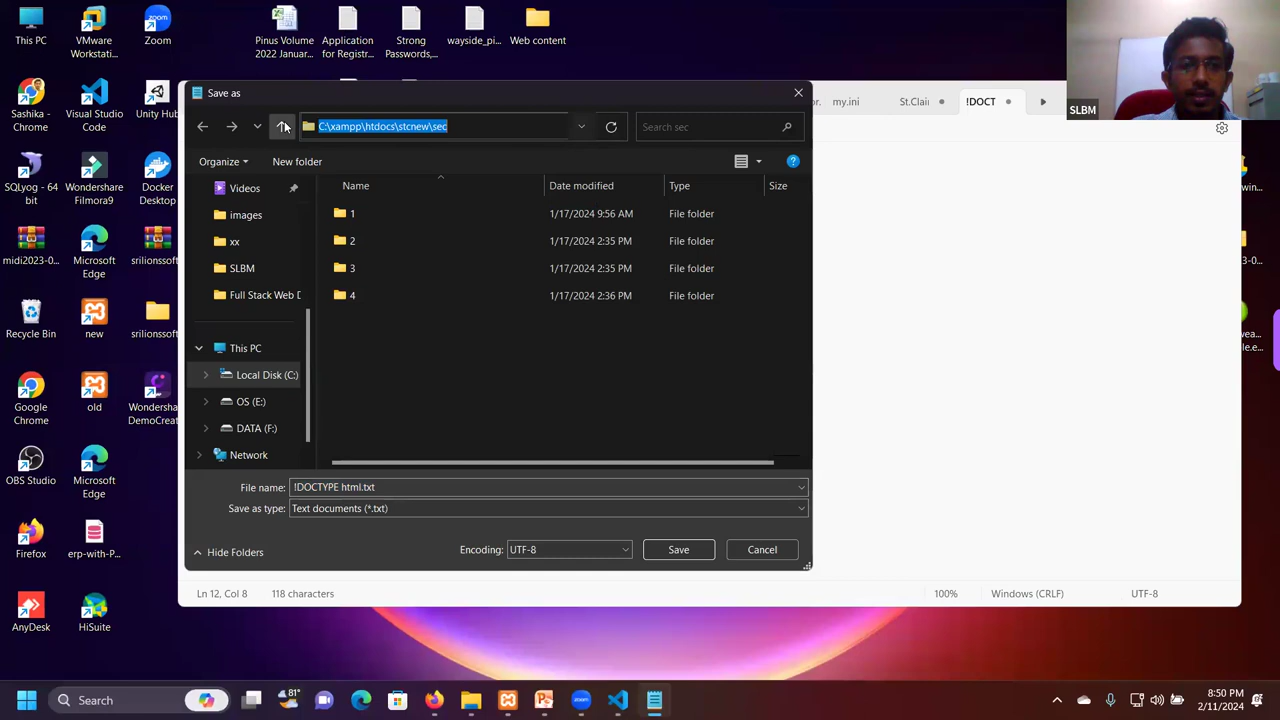 This PC
VMware Workstati...
Zoom
Pinus Volume 2022 Januar...
Application for Registr...
Strong Passwords,...
wayside_pi...
Web content
Sashika - Chrome
Visual Studio Code
Unity Hub
SQLyog - 64 bit
Wondershare Filmora9
Docker Desktop
midi2023-0...
Microsoft Edge
srilionssoft
Recycle Bin
new
srilionssoft
Google Chrome
old
Wondersha DemoCreat
OBS Studio
Microsoft Edge
Firefox
erp-with-P...
AnyDesk
HiSuite
Save as
C:\xampp\htdocs\stcnew\sec
Search sec
Organize
New folder
Videos
images
xx
SLBM
Full Stack Web D
This PC
Local Disk (C:)
OS (E:)
DATA (F:)
Network
Name Date modified Type Size
1 1/17/2024 9:56 AM File folder
2 1/17/2024 2:35 PM File folder
3 1/17/2024 2:35 PM File folder
4 1/17/2024 2:36 PM File folder
File name: !DOCTYPE html.txt
Save as type: Text documents (*.txt)
Hide Folders
Encoding: UTF-8
Save
Cancel
or. my.ini St.Clai !DOCT
SLBM
Ln 12, Col 8 118 characters 100% Windows (CRLF) UTF-8
Search
81°
8:50 PM
2/11/2024